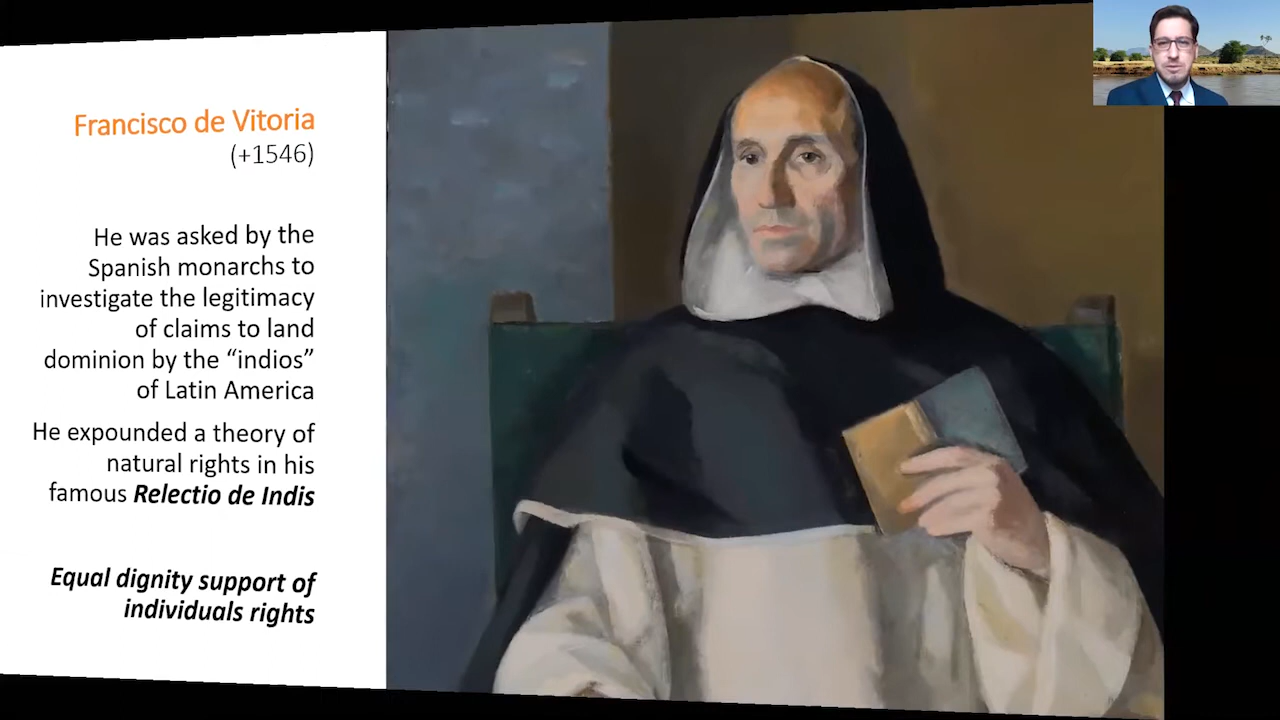 Francisco de Vitoria
(+1546)
He was asked by the
Spanish monarchs to
investigate the legitimacy
of claims to land
dominion by the “indios”
of Latin America
He expounded a theory of
natural rights in his
famous Relectio de Indis
Equal dignity support of
individuals rights